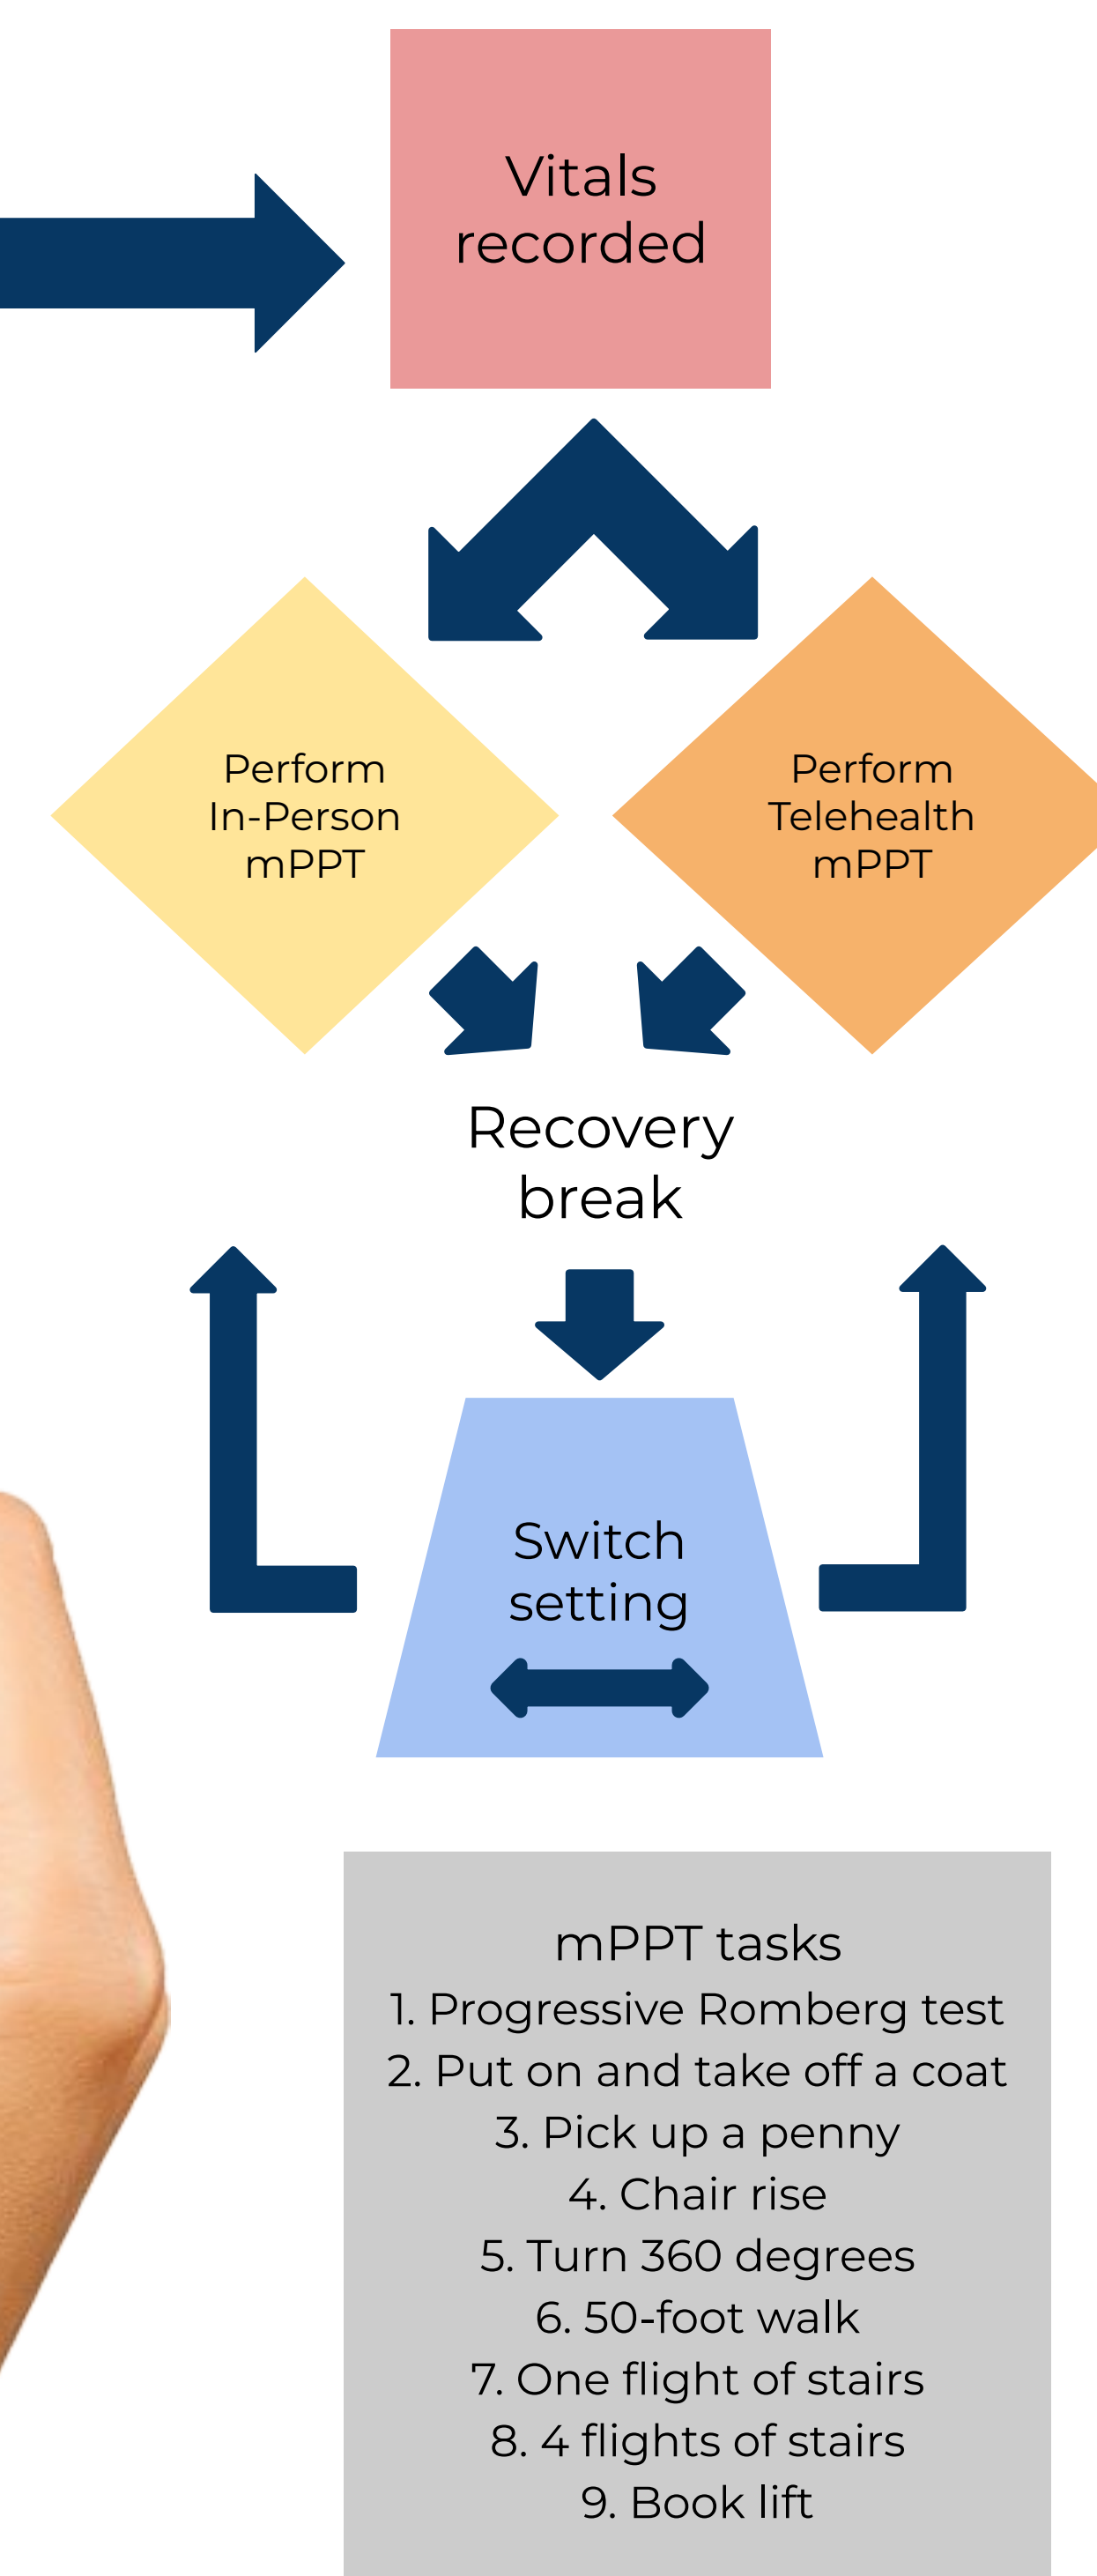 Vitals
recorded
Perform
In-Person
mPPT
Perform
Telehealth
mPPT
Recovery
break
Switch
setting
mPPT tasks
1. Progressive Romberg test
2. Put on and take off a coat
3. Pick up a penny
4. Chair rise
5. Turn 360 degrees
6. 50-foot walk
7. One flight of stairs
8. 4 flights of stairs
9. Book lift